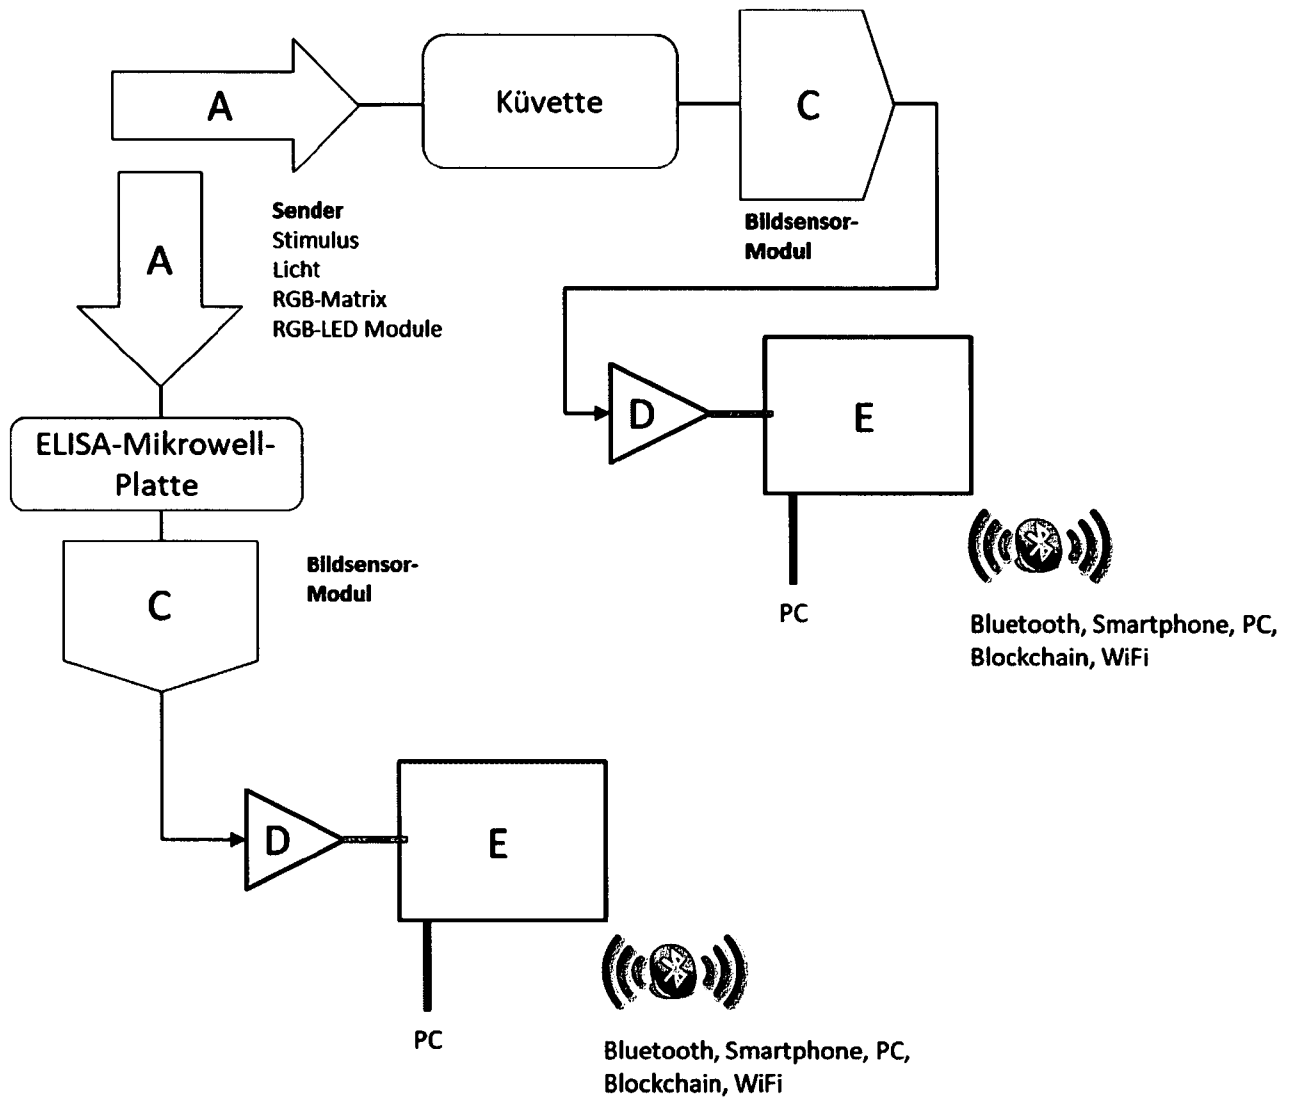 A
Küvette
C
Sender
Stimulus
Licht
RGB-Matrix
RGB-LED Module
Bildsensor-
Modul
A
D
E
ELISA-Mikrowell-
Platte
PC
Bluetooth, Smartphone, PC,
Blockchain, WiFi
C
Bildsensor-
Modul
D
E
PC
Bluetooth, Smartphone, PC,
Blockchain, WiFi